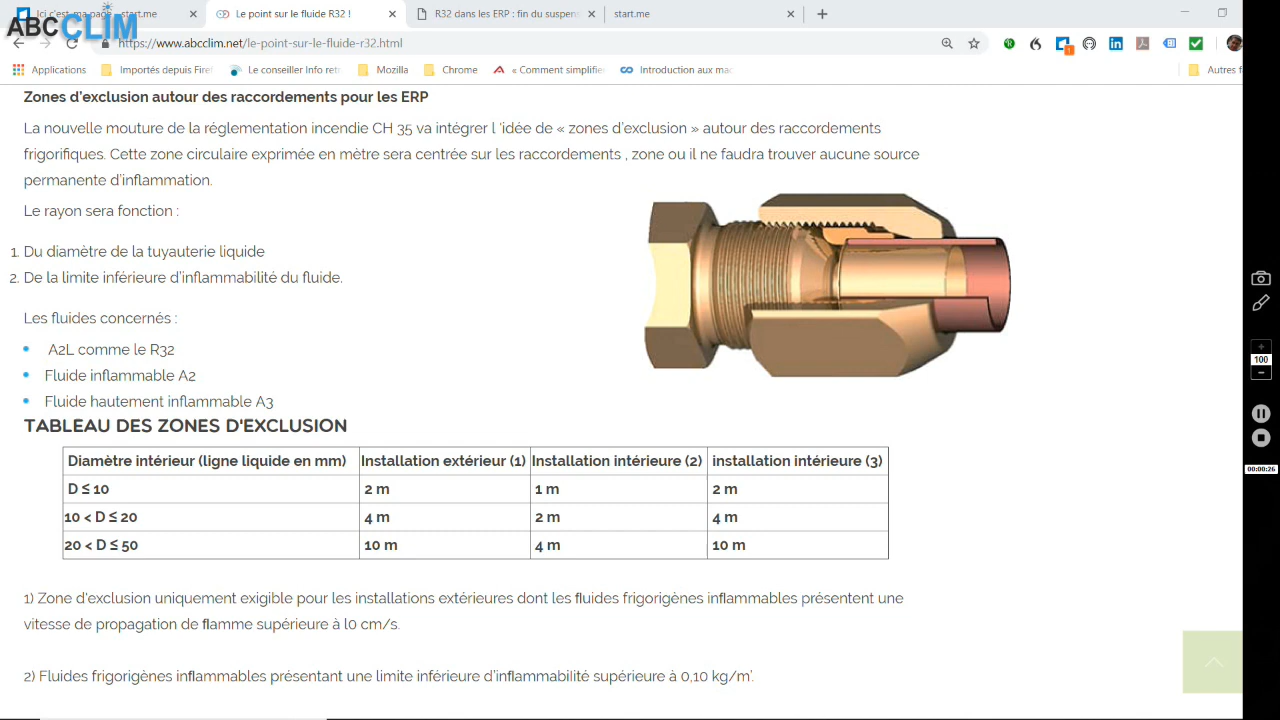 Ici c'est ma page start.me
Le point sur le fluide R32 !
R32 dans les ERP : fin du suspen
start.me
ABCCLIM
https://www.abcclim.net/le-point-sur-le-fluide-r32.html
Applications
Importés depuis Firef
Le conseiller Info retr
Mozilla
Chrome
« Comment simplifie
Introduction aux mac
Autres f
Zones d'exclusion autour des raccordements pour les ERP
La nouvelle mouture de la réglementation incendie CH 35 va intégrer l 'idée de « zones d'exclusion » autour des raccordements
frigorifiques. Cette zone circulaire exprimée en mètre sera centrée sur les raccordements , zone ou il ne faudra trouver aucune source
permanente d'inflammation.
Le rayon sera fonction :
1. Du diamètre de la tuyauterie liquide
2. De la limite inférieure d'inflammabilité du fluide.
Les fluides concernés :
A2L comme le R32
Fluide inflammable A2
Fluide hautement inflammable A3
TABLEAU DES ZONES D'EXCLUSION
Diamètre intérieur (ligne liquide en mm) Installation extérieur (1) Installation intérieure (2) installation intérieure (3)
D ≤ 10 2 m 1 m 2 m
10 < D ≤ 20 4 m 2 m 4 m
20 < D ≤ 50 10 m 4 m 10 m
1) Zone d'exclusion uniquement exigible pour les installations extérieures dont les fluides frigorigènes inflammables présentent une
vitesse de propagation de flamme supérieure à l0 cm/s.
2) Fluides frigorigènes inflammables présentant une limite inférieure d'inflammabilité supérieure à 0,10 kg/m'.
100
00:00:26